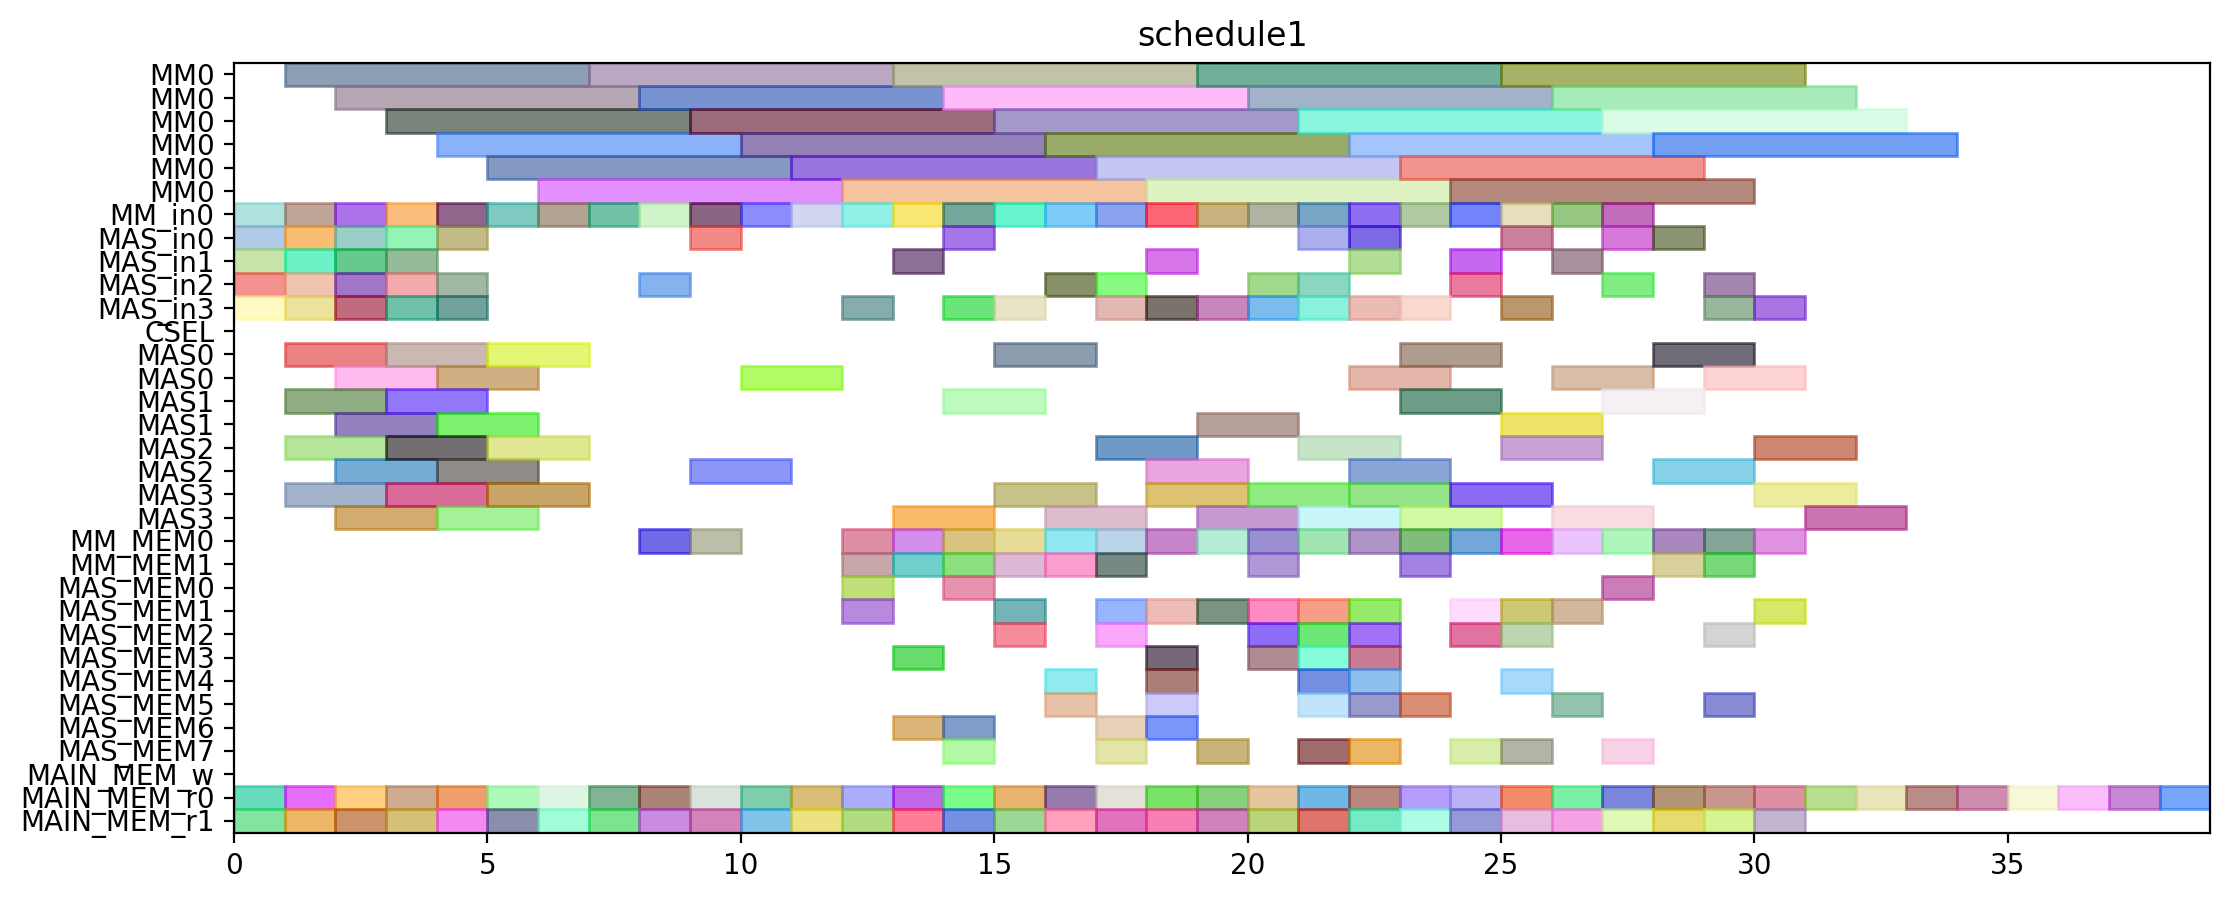 schedule1
MM0
MM0
MM0
MM0
MM0
MM0
MM_in0
MAS_in0
MAS_in1
MAS_in2
MAS_in3
CSEL
MAS0
MAS0
MAS1
MAS1
MAS2
MAS2
MAS3
MAS3
MM_MEM0
MM_MEM1
MAS_MEM0
MAS_MEM1
MAS_MEM2
MAS_MEM3
MAS_MEM4
MAS_MEM5
MAS_MEM6
MAS_MEM7
MAIN_MEM_w
MAIN_MEM_r0
MAIN_MEM_r1
0 5 10 15 20 25 30 35